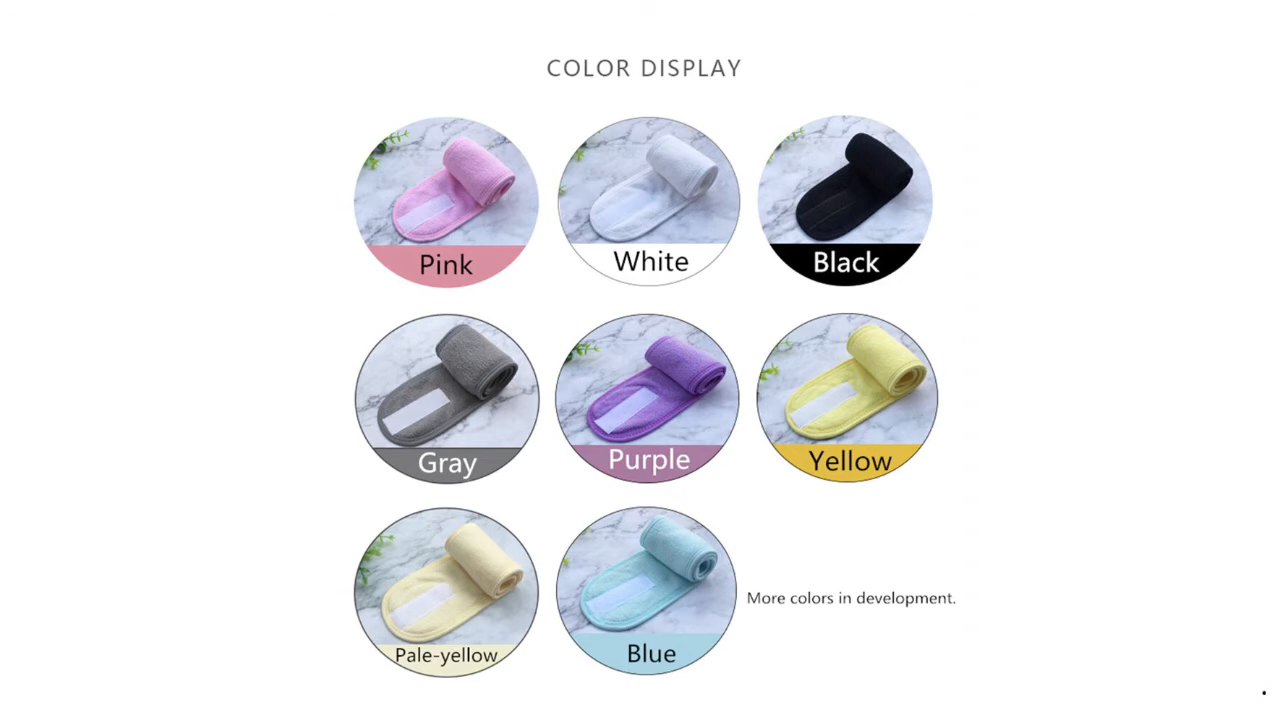 COLOR DISPLAY
Pink
White
Black
Gray
Purple
Yellow
Pale-yellow
Blue
More colors in development.
.